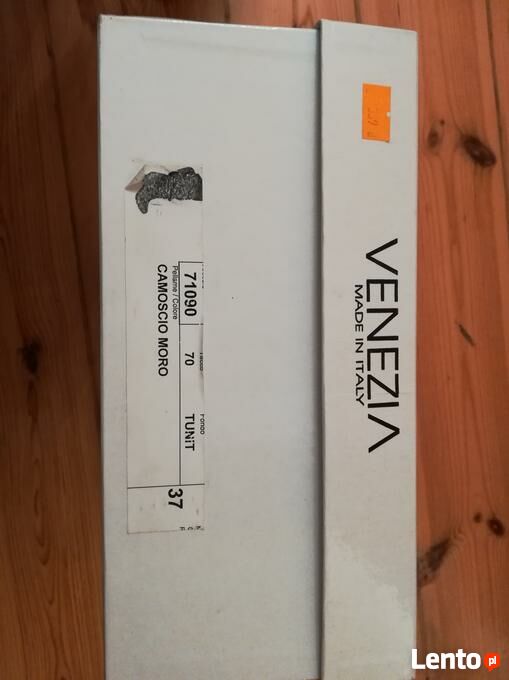 VENEZIA
MADE IN ITALY
71090
70
Fondo
TUNIT
Pellame / Colore
CAMOSCIO MORO
37
Lento.pl